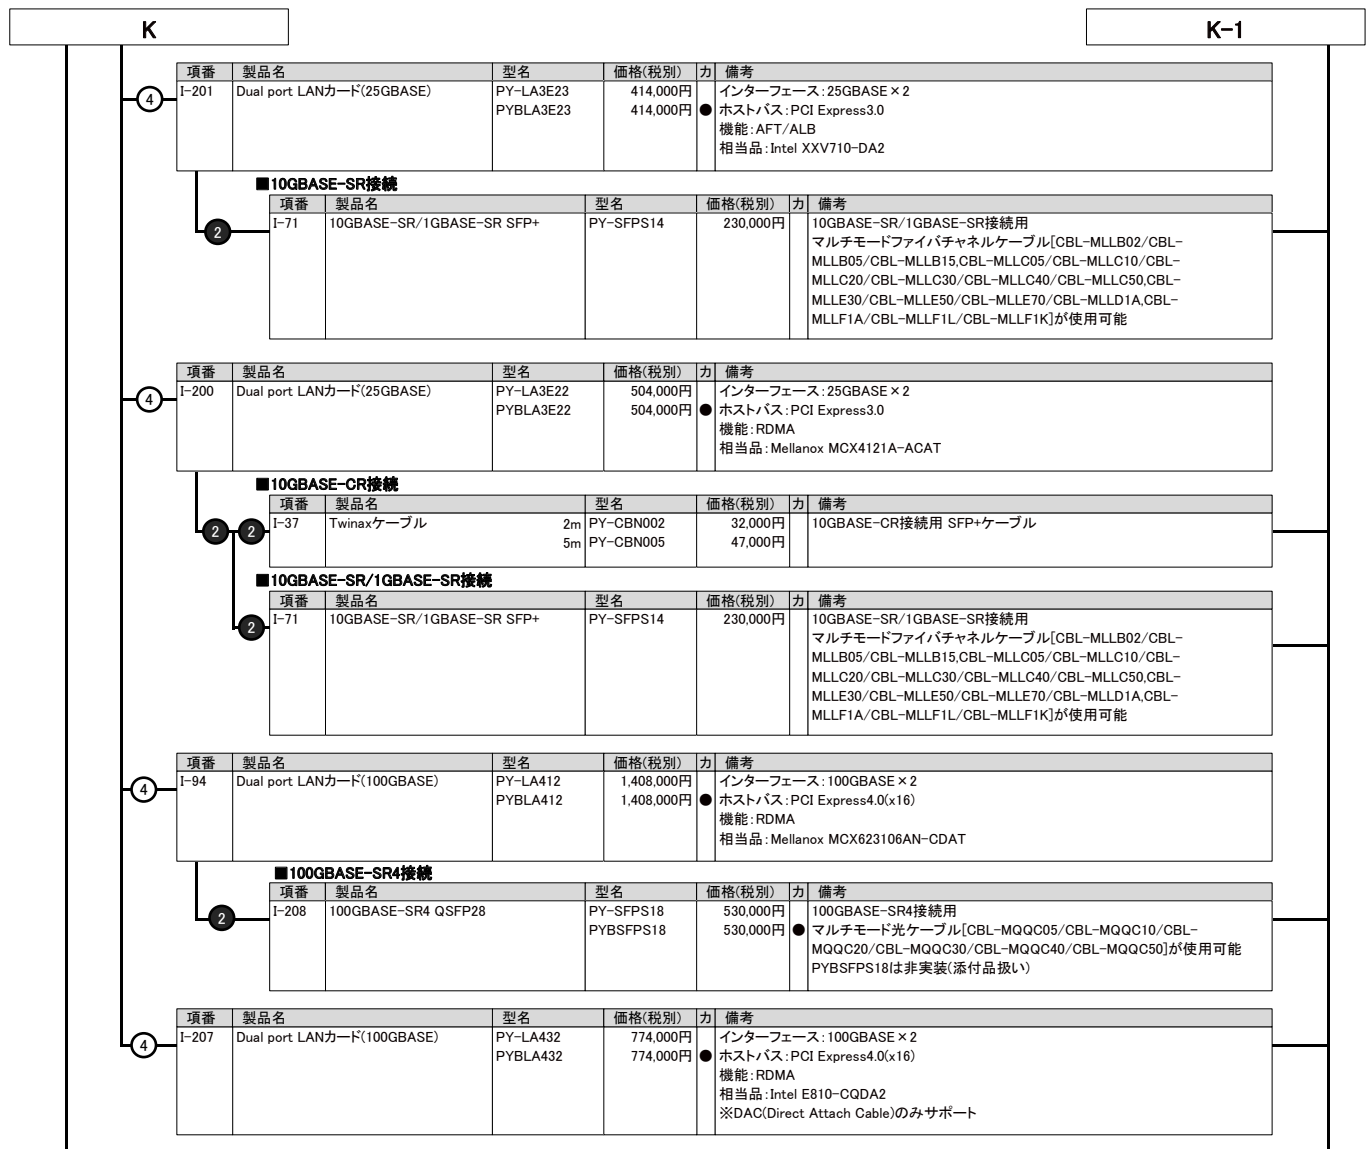 K
K-1
項番 製品名 型名 価格(税別) カ 備考
④ I-201 Dual port LANカード(25GBASE) PY-LA3E23 414,000円 インターフェース:25GBASE×2
PYBLA3E23 414,000円 ● ホストバス:PCI Express3.0
機能:AFT/ALB
相当品:Intel XXV710-DA2
■10GBASE-SR接続
項番 製品名 型名 価格(税別) カ 備考
❷ I-71 10GBASE-SR/1GBASE-SR SFP+ PY-SFPS14 230,000円 10GBASE-SR/1GBASE-SR接続用
マルチモードファイバチャネルケーブル[CBL-MLLB02/CBL-
MLLB05/CBL-MLLB15,CBL-MLLC05/CBL-MLLC10/CBL-
MLLC20/CBL-MLLC30/CBL-MLLC40/CBL-MLLC50,CBL-
MLLE30/CBL-MLLE50/CBL-MLLE70/CBL-MLLD1A,CBL-
MLLF1A/CBL-MLLF1L/CBL-MLLF1K]が使用可能
項番 製品名 型名 価格(税別) カ 備考
④ I-200 Dual port LANカード(25GBASE) PY-LA3E22 504,000円 インターフェース:25GBASE×2
PYBLA3E22 504,000円 ● ホストバス:PCI Express3.0
機能:RDMA
相当品:Mellanox MCX4121A-ACAT
■10GBASE-CR接続
項番 製品名 型名 価格(税別) カ 備考
❷ ❷ I-37 Twinaxケーブル 2m PY-CBN002 32,000円 10GBASE-CR接続用 SFP+ケーブル
5m PY-CBN005 47,000円
■10GBASE-SR/1GBASE-SR接続
項番 製品名 型名 価格(税別) カ 備考
❷ I-71 10GBASE-SR/1GBASE-SR SFP+ PY-SFPS14 230,000円 10GBASE-SR/1GBASE-SR接続用
マルチモードファイバチャネルケーブル[CBL-MLLB02/CBL-
MLLB05/CBL-MLLB15,CBL-MLLC05/CBL-MLLC10/CBL-
MLLC20/CBL-MLLC30/CBL-MLLC40/CBL-MLLC50,CBL-
MLLE30/CBL-MLLE50/CBL-MLLE70/CBL-MLLD1A,CBL-
MLLF1A/CBL-MLLF1L/CBL-MLLF1K]が使用可能
項番 製品名 型名 価格(税別) カ 備考
④ I-94 Dual port LANカード(100GBASE) PY-LA412 1,408,000円 インターフェース:100GBASE×2
PYBLA412 1,408,000円 ● ホストバス:PCI Express4.0(x16)
機能:RDMA
相当品:Mellanox MCX623106AN-CDAT
■100GBASE-SR4接続
項番 製品名 型名 価格(税別) カ 備考
❷ I-208 100GBASE-SR4 QSFP28 PY-SFPS18 530,000円 100GBASE-SR4接続用
PYBSFPS18 530,000円 ● マルチモード光ケーブル[CBL-MQQC05/CBL-MQQC10/CBL-
MQQC20/CBL-MQQC30/CBL-MQQC40/CBL-MQQC50]が使用可能
PYBSFPS18は非実装(添付品扱い)
項番 製品名 型名 価格(税別) カ 備考
④ I-207 Dual port LANカード(100GBASE) PY-LA432 774,000円 インターフェース:100GBASE×2
PYBLA432 774,000円 ● ホストバス:PCI Express4.0(x16)
機能:RDMA
相当品:Intel E810-CQDA2
※DAC(Direct Attach Cable)のみサポート